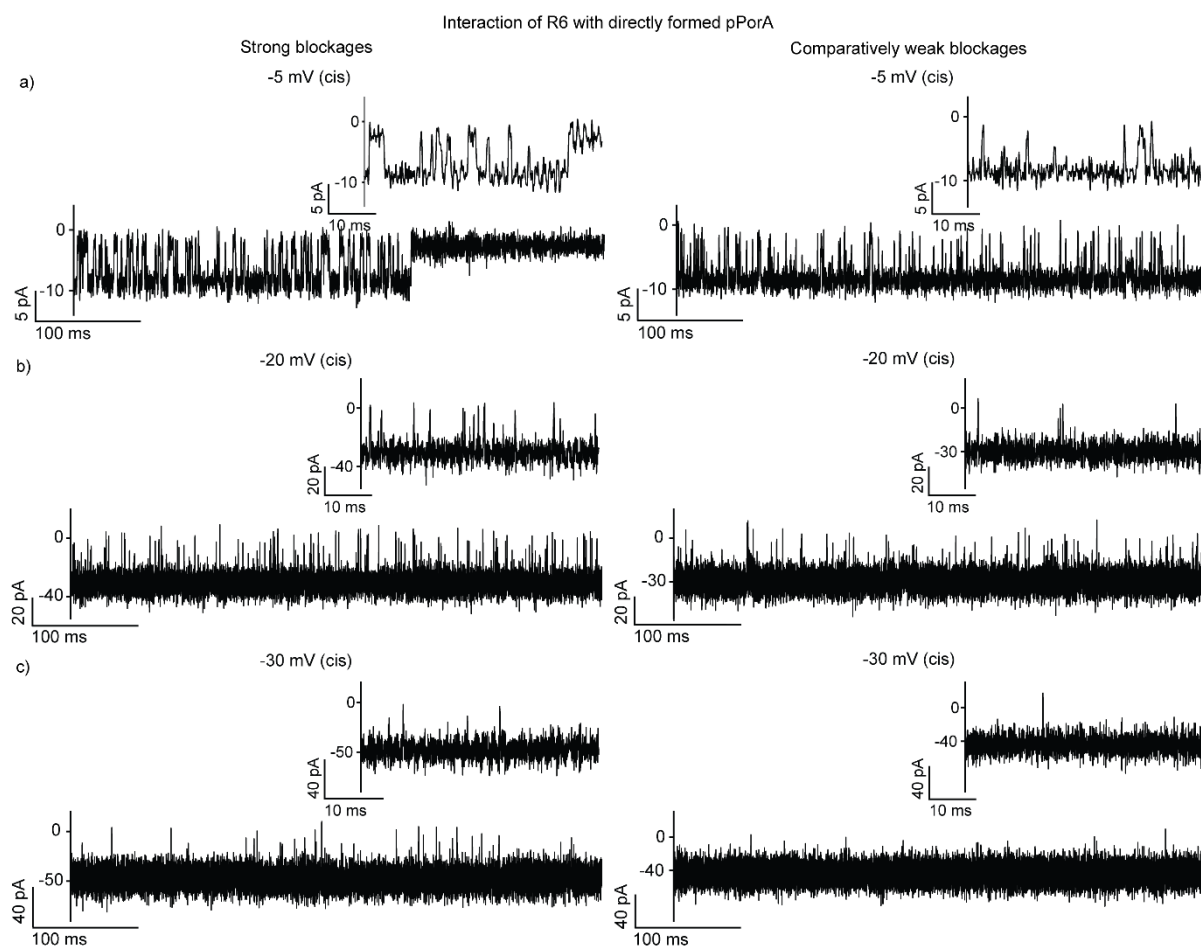 Interaction of R6 with directly formed pPorA
Strong blockages
Comparatively weak blockages
a)
-5 mV (cis)
-5 mV (cis)
0
-10
5 pA
10 ms
0
-10
5 pA
10 ms
0
-10
5 pA
100 ms
0
-10
5 pA
100 ms
b)
-20 mV (cis)
-20 mV (cis)
0
-40
20 pA
10 ms
0
-30
20 pA
10 ms
0
-40
20 pA
100 ms
0
-30
20 pA
100 ms
c)
-30 mV (cis)
-30 mV (cis)
0
-50
40 pA
10 ms
0
-40
40 pA
10 ms
0
-50
40 pA
100 ms
0
-40
40 pA
100 ms